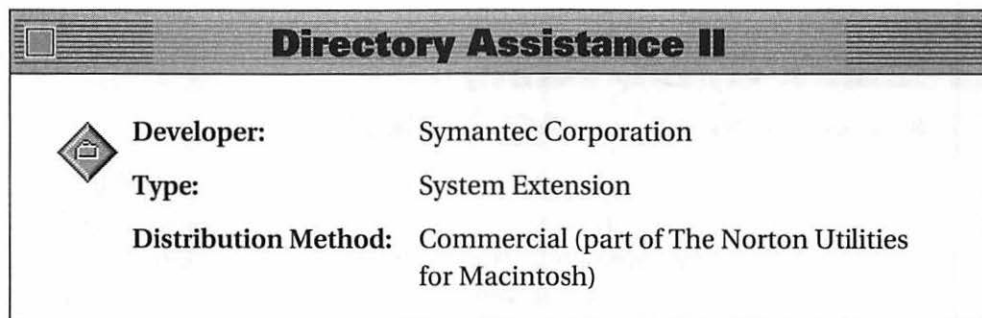 Directory Assistance II
Developer: Symantec Corporation
Type: System Extension
Distribution Method: Commercial (part of The Norton Utilities
for Macintosh)